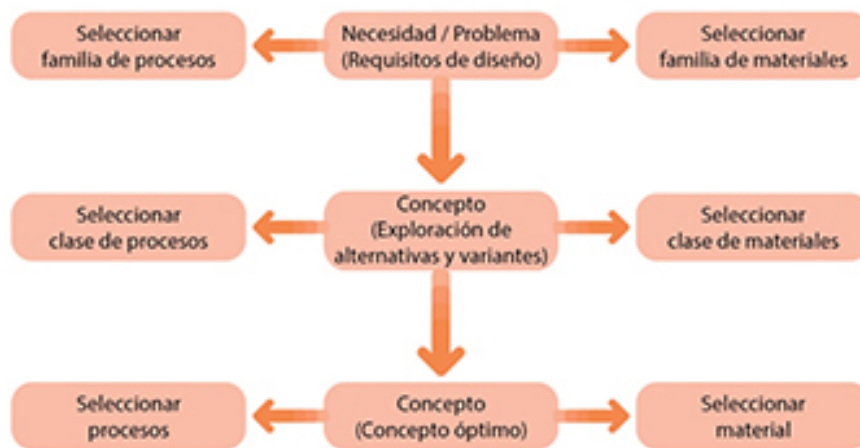 Seleccionar
familia de procesos
Necesidad / Problema
(Requisitos de diseño)
Seleccionar
familia de materiales
Seleccionar
clase de procesos
Concepto
(Exploración de
alternativas y variantes)
Seleccionar
clase de materiales
Seleccionar
procesos
Concepto
(Concepto óptimo)
Seleccionar
material